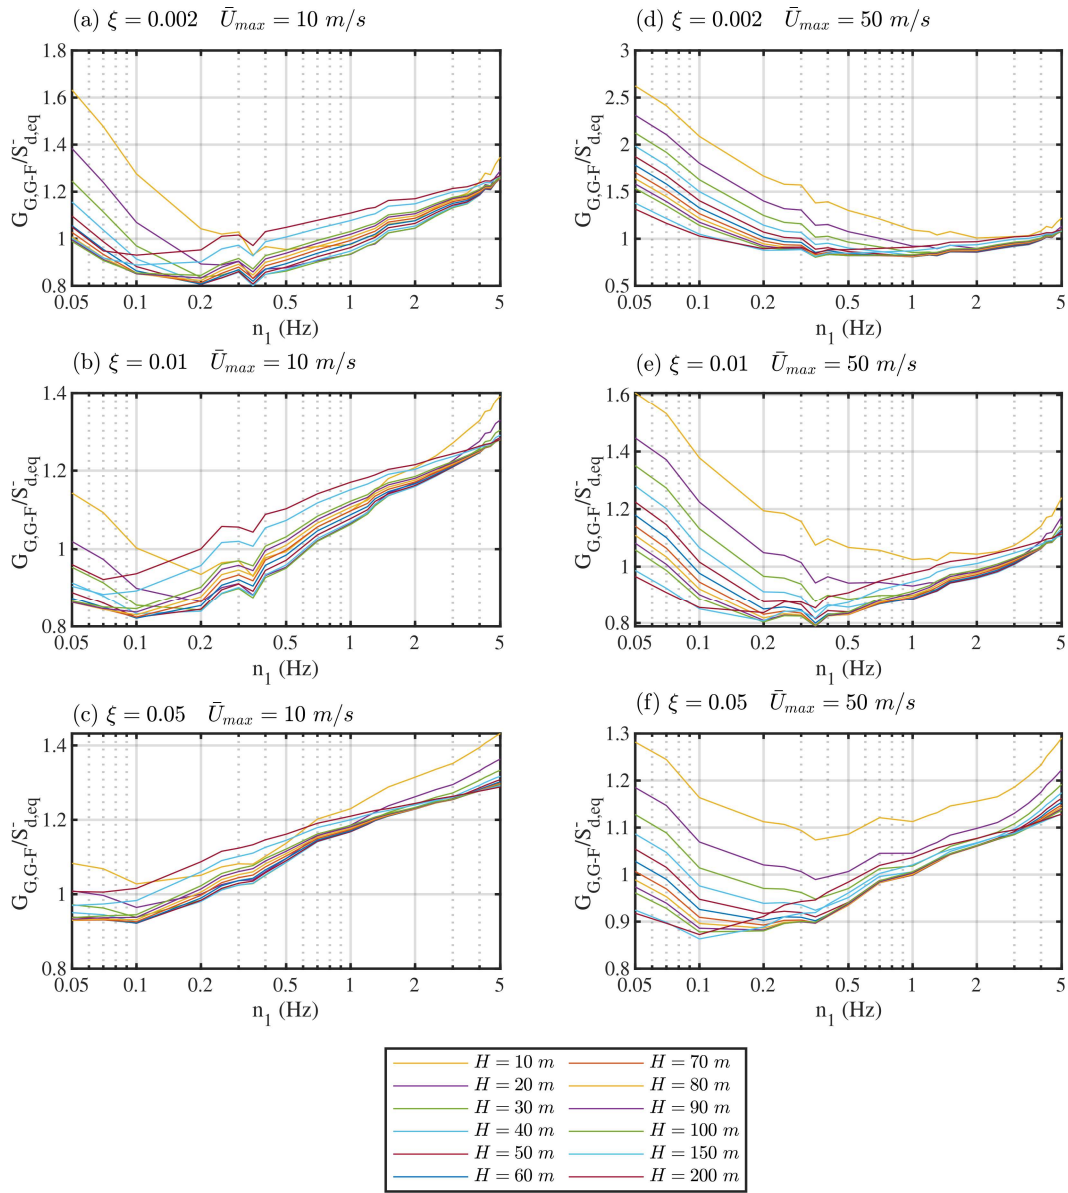 (a) ξ = 0.002 Ū_max = 10 m/s
G_G,G-F/S^-_d,eq
1.8
1.6
1.4
1.2
1
0.8
0.05 0.1 0.2 0.5 1 2 5
n_1 (Hz)
(d) ξ = 0.002 Ū_max = 50 m/s
G_G,G-F/S^-_d,eq
3
2.5
2
1.5
1
0.5
0.05 0.1 0.2 0.5 1 2 5
n_1 (Hz)
(b) ξ = 0.01 Ū_max = 10 m/s
G_G,G-F/S^-_d,eq
1.4
1.2
1
0.8
0.05 0.1 0.2 0.5 1 2 5
n_1 (Hz)
(e) ξ = 0.01 Ū_max = 50 m/s
G_G,G-F/S^-_d,eq
1.6
1.4
1.2
1
0.8
0.05 0.1 0.2 0.5 1 2 5
n_1 (Hz)
(c) ξ = 0.05 Ū_max = 10 m/s
G_G,G-F/S^-_d,eq
1.4
1.2
1
0.8
0.05 0.1 0.2 0.5 1 2 5
n_1 (Hz)
(f) ξ = 0.05 Ū_max = 50 m/s
G_G,G-F/S^-_d,eq
1.3
1.2
1.1
1
0.9
0.8
0.05 0.1 0.2 0.5 1 2 5
n_1 (Hz)
H = 10 m
H = 20 m
H = 30 m
H = 40 m
H = 50 m
H = 60 m
H = 70 m
H = 80 m
H = 90 m
H = 100 m
H = 150 m
H = 200 m